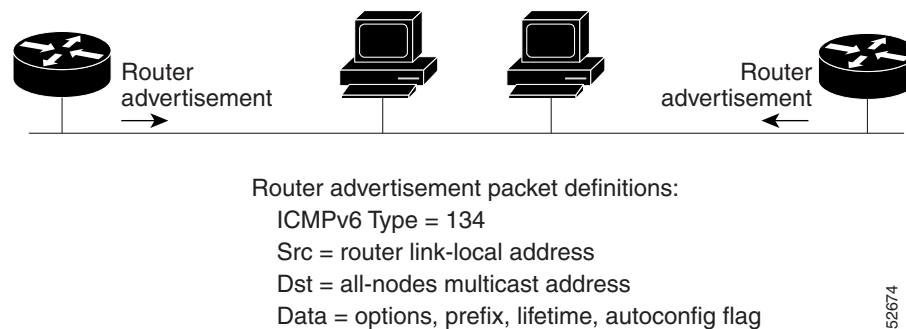 Router
advertisement
Router
advertisement
Router advertisement packet definitions:
ICMPv6 Type = 134
Src = router link-local address
Dst = all-nodes multicast address
Data = options, prefix, lifetime, autoconfig flag
52674